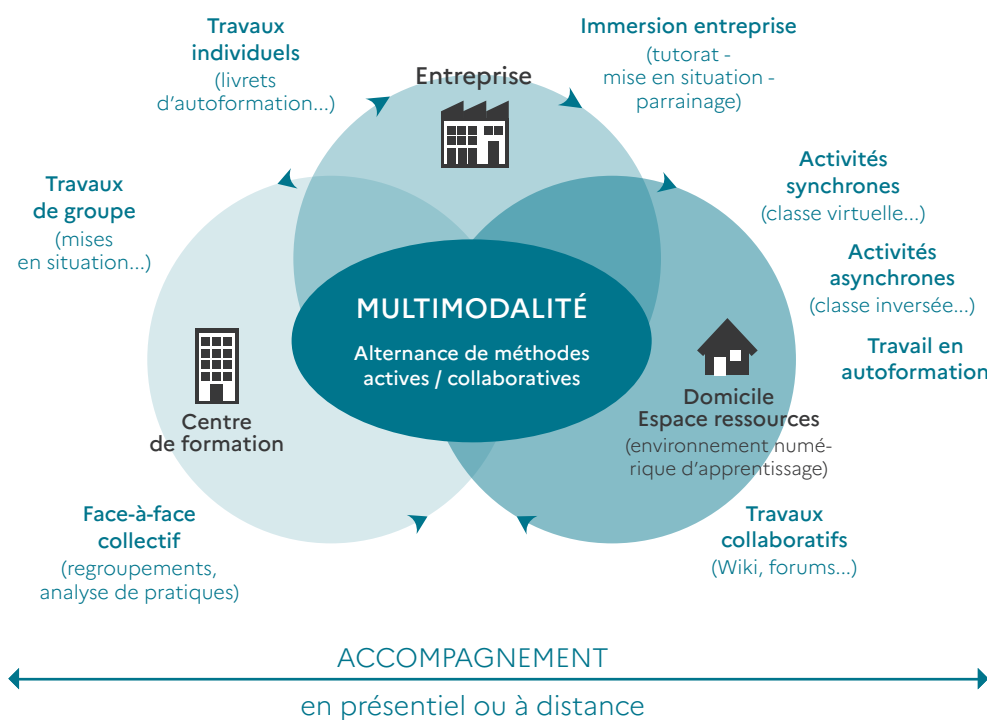 Travaux
individuels
(livrets
d'autoformation...)
Entreprise
Immersion entreprise
(tutorat -
mise en situation -
parrainage)
Travaux
de groupe
(mises
en situation...)
Activités
synchrones
(classe virtuelle...)
Activités
asynchrones
(classe inversée...)
Travail en
autoformation
MULTIMODALITÉ
Alternance de méthodes
actives / collaboratives
Centre
de formation
Domicile
Espace ressources
(environnement numé-
rique d'apprentissage)
Face-à-face
collectif
(regroupements,
analyse de pratiques)
Travaux
collaboratifs
(Wiki, forums...)
ACCOMPAGNEMENT
en présentiel ou à distance